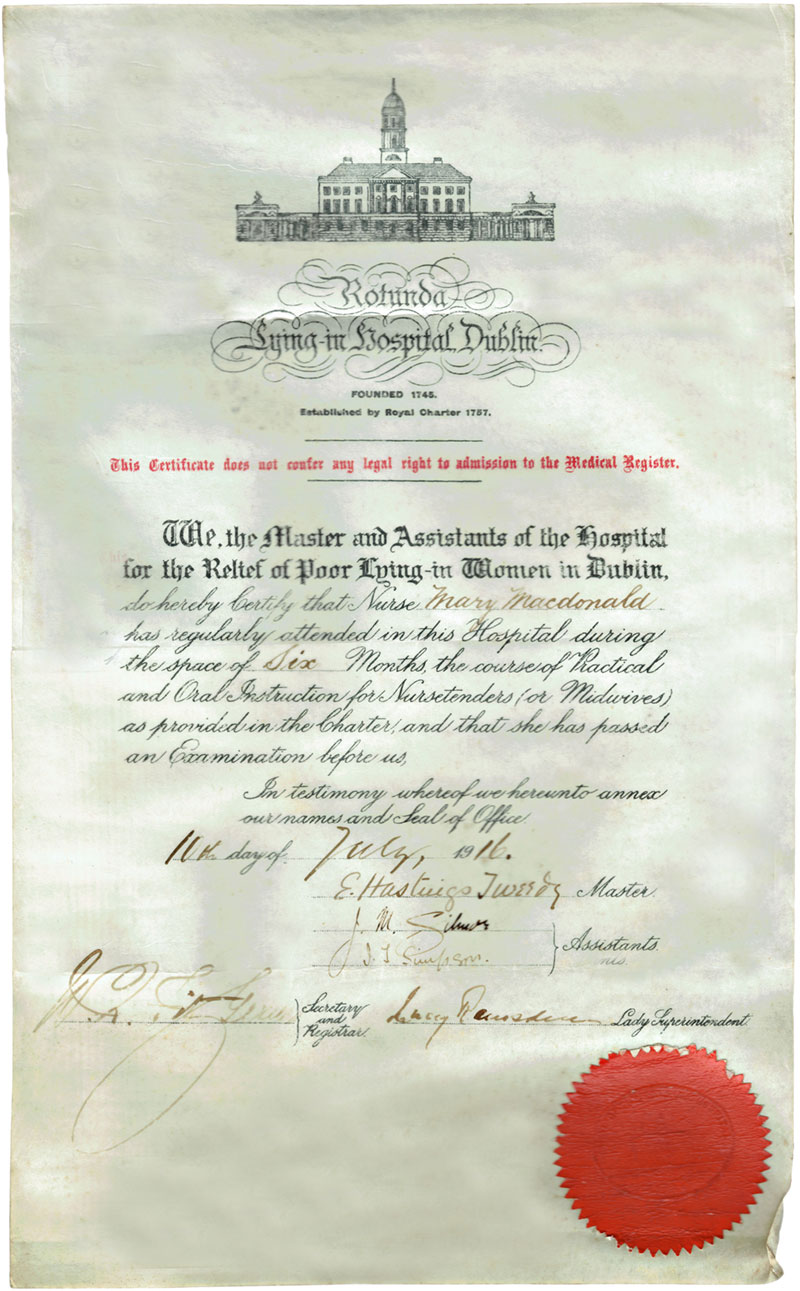 Rotunda
Lying-in Hospital, Dublin.
FOUNDED 1745.
Established by Royal Charter 1757.
This Certificate does not confer any legal right to admission to the Medical Register.
We, the Master and Assistants of the Hospital
for the Relief of Poor Lying-in Women in Dublin,
do hereby Certify that Nurse Mary Macdonald
has regularly attended in this Hospital during
the space of Six Months, the course of Practical
and Oral Instruction for Nursetenders (or Midwives)
as provided in the Charter, and that she has passed
an Examination before us,
In testimony whereof we hereunto annex
our names and Seal of Office
10th day of July, 1916.
E. Hastings Tweedy Master.
J. M. Gilmor
Assistants.
J. T. Simpson.
Secretary and Registrar
Lucy Ramsden Lady Superintendent